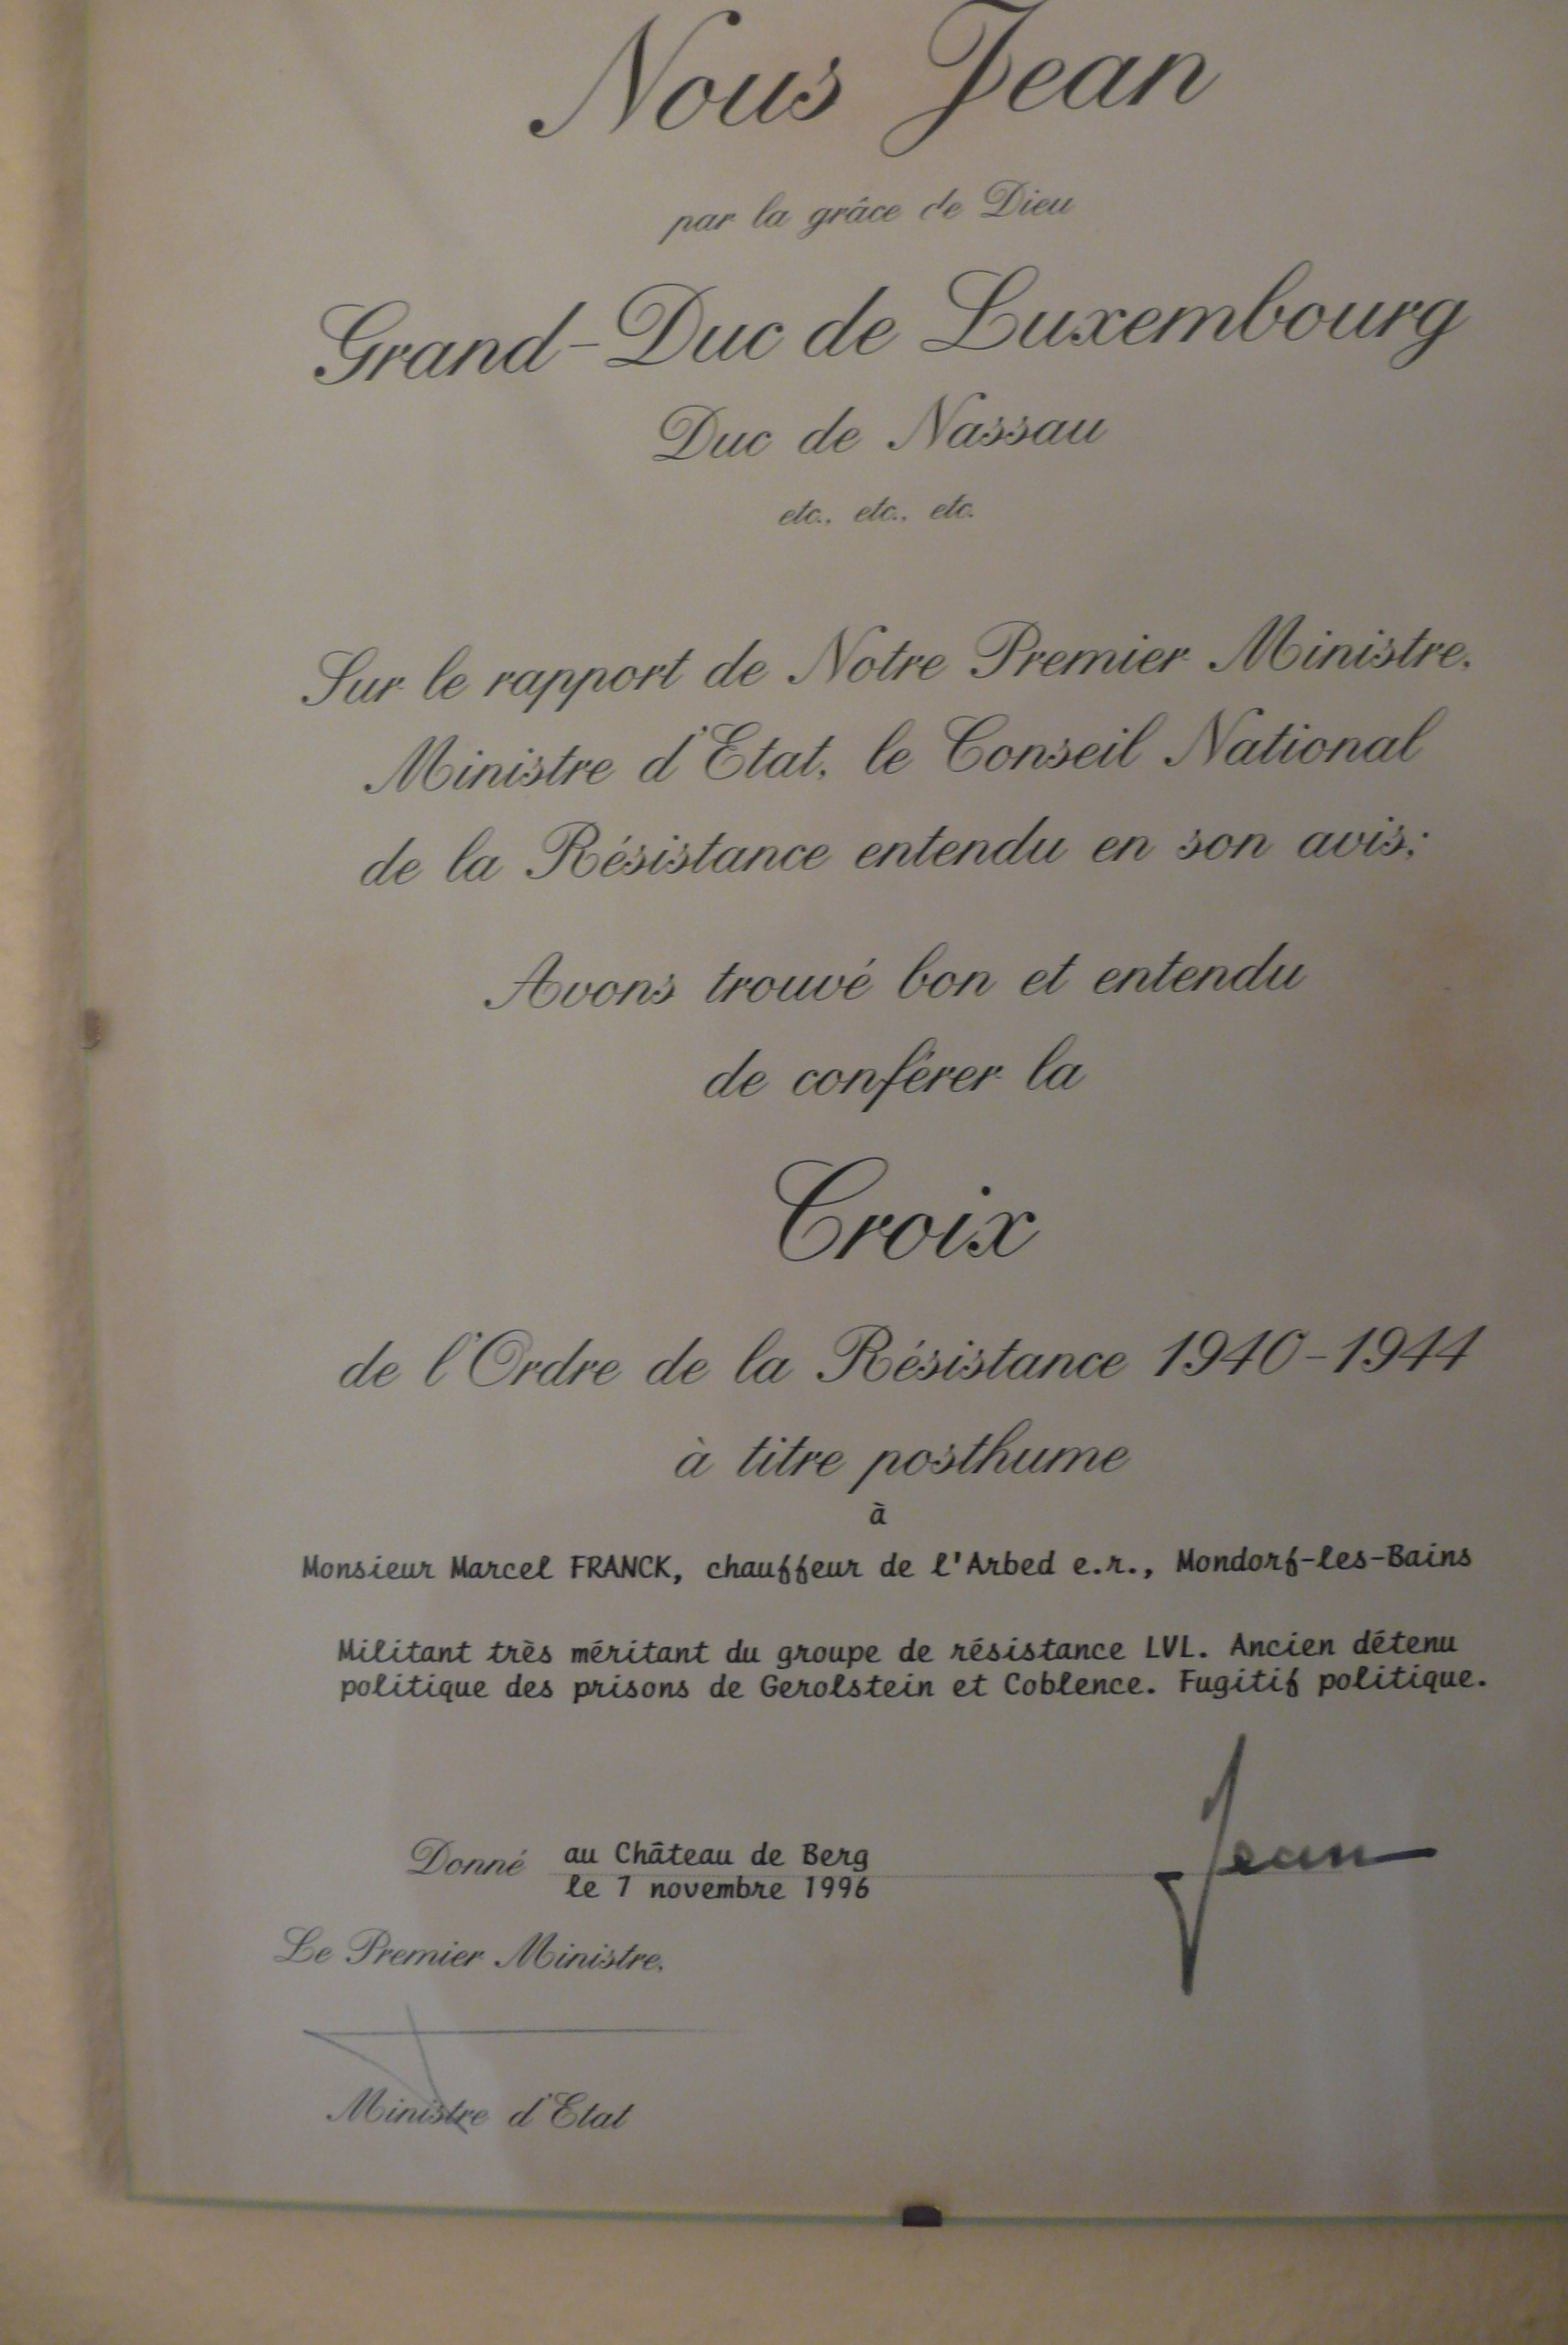 Nous Jean
par la grâce de Dieu
Grand-Duc de Luxembourg
Duc de Nassau
etc., etc., etc.
Sur le rapport de Notre Premier Ministre,
Ministre d'Etat, le Conseil National
de la Résistance entendu en son avis;
Avons trouvé bon et entendu
de conférer la
Croix
de l'Ordre de la Résistance 1940-1944
à titre posthume
à
Monsieur Marcel FRANCK, chauffeur de l'Arbed e.r., Mondorf-les-Bains
Militant très méritant du groupe de résistance LVL. Ancien détenu
politique des prisons de Gerolstein et Coblence. Fugitif politique.
Donné au Château de Berg
le 7 novembre 1996
Jean
Le Premier Ministre,
Ministre d'Etat